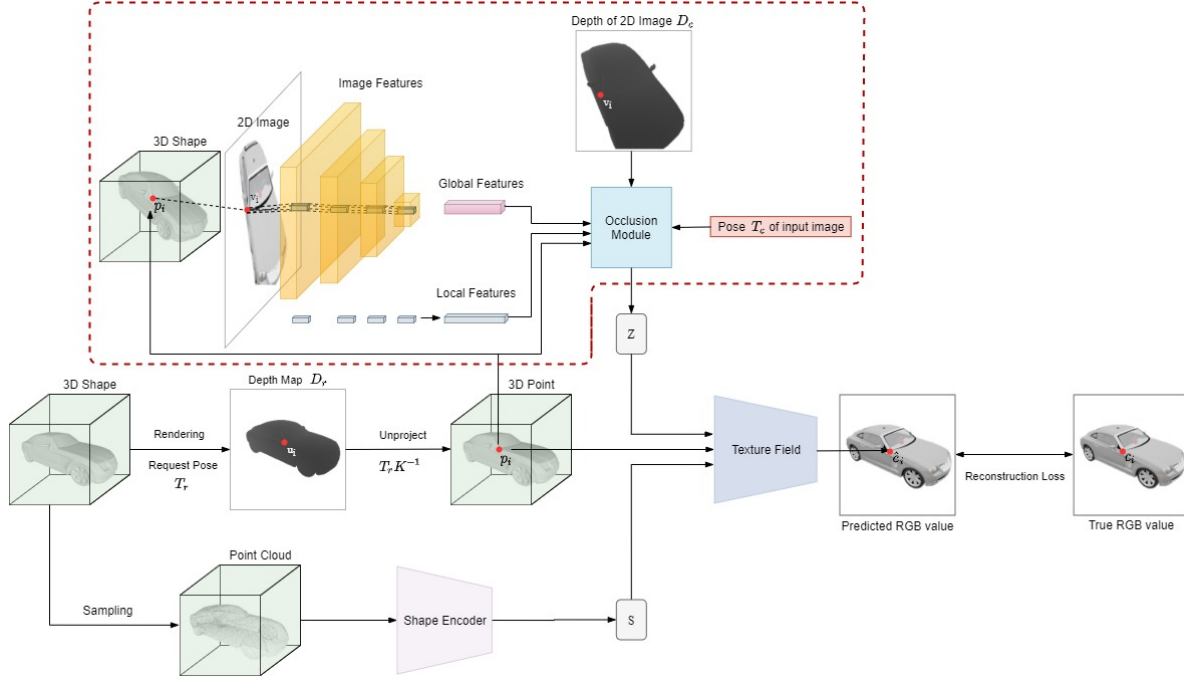 Depth of 2D Image D_c
v_i
Image Features
2D Image
3D Shape
p_i
v_i
Global Features
Occlusion
Module
Pose T_c of input image
Local Features
Z
3D Shape
Depth Map D_r
3D Point
Rendering
Request Pose
T_r
u_i
Unproject
T_r K^{-1}
p_i
Texture Field
ĉ_i
Reconstruction Loss
c_i
Predicted RGB value
True RGB value
Point Cloud
Sampling
Shape Encoder
S